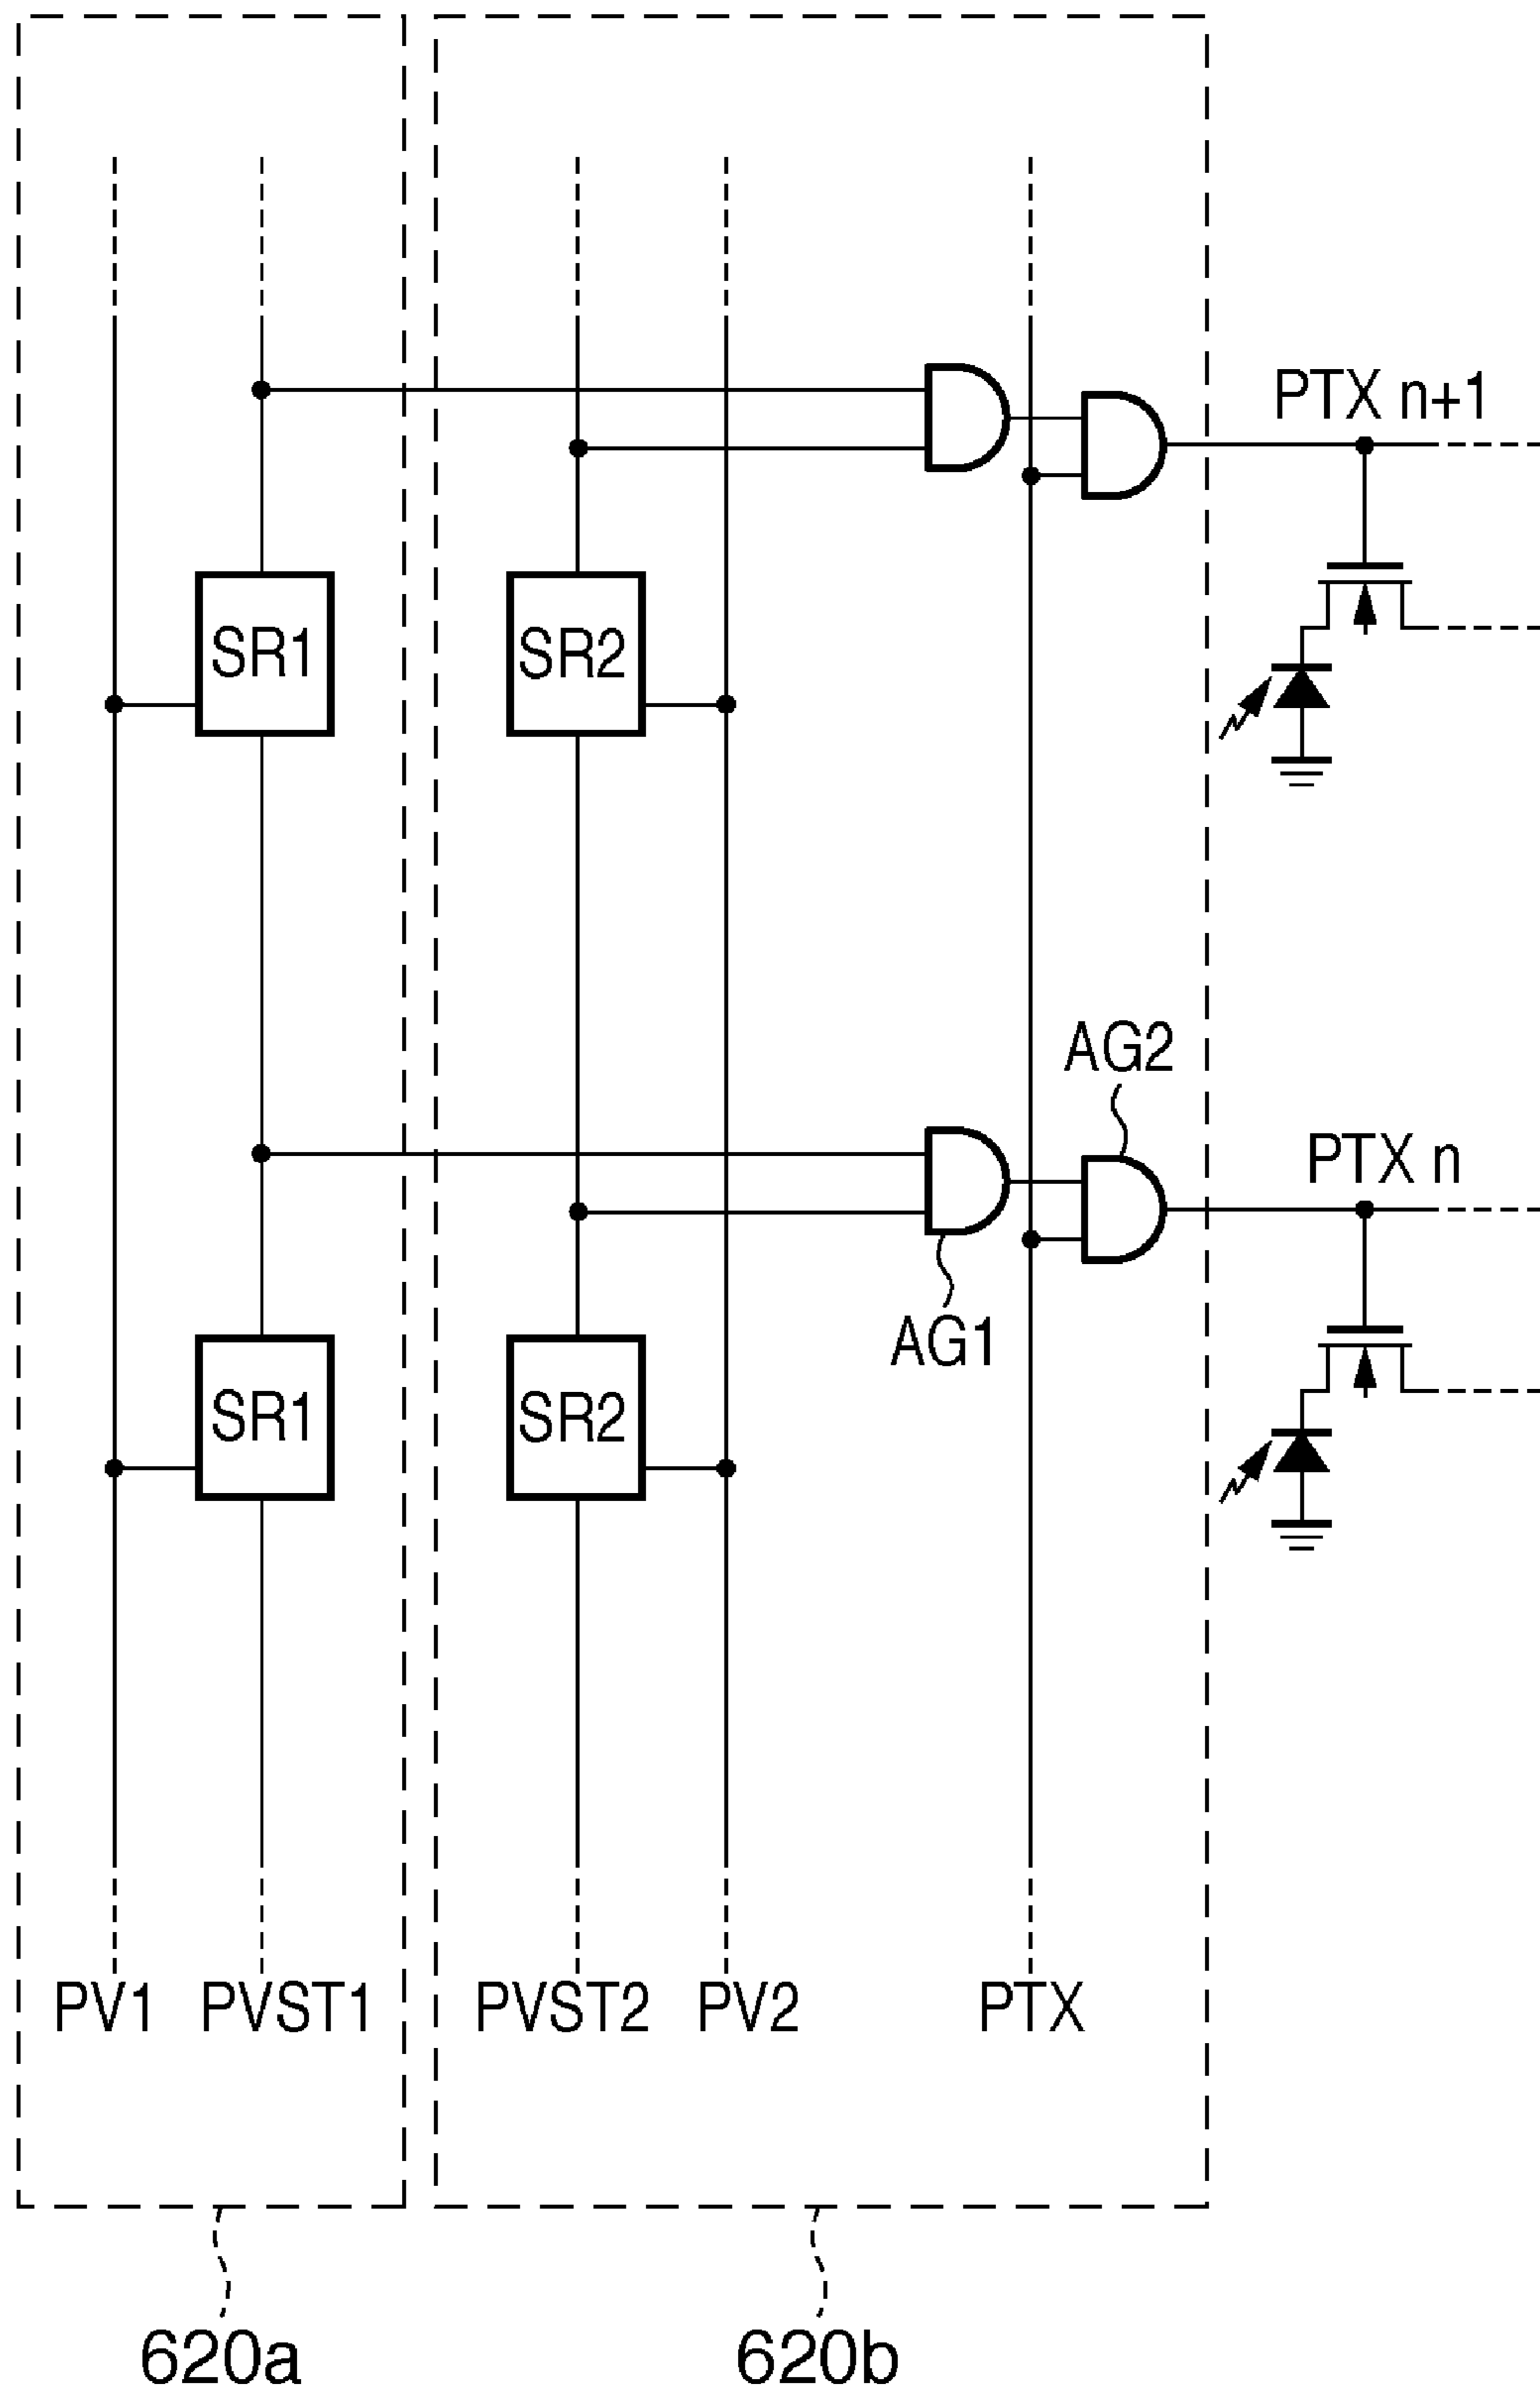 PTX n+1
SR1
SR2
AG2
PTX n
AG1
SR1
SR2
PV1
PVST1
PVST2
PV2
PTX
620a
620b